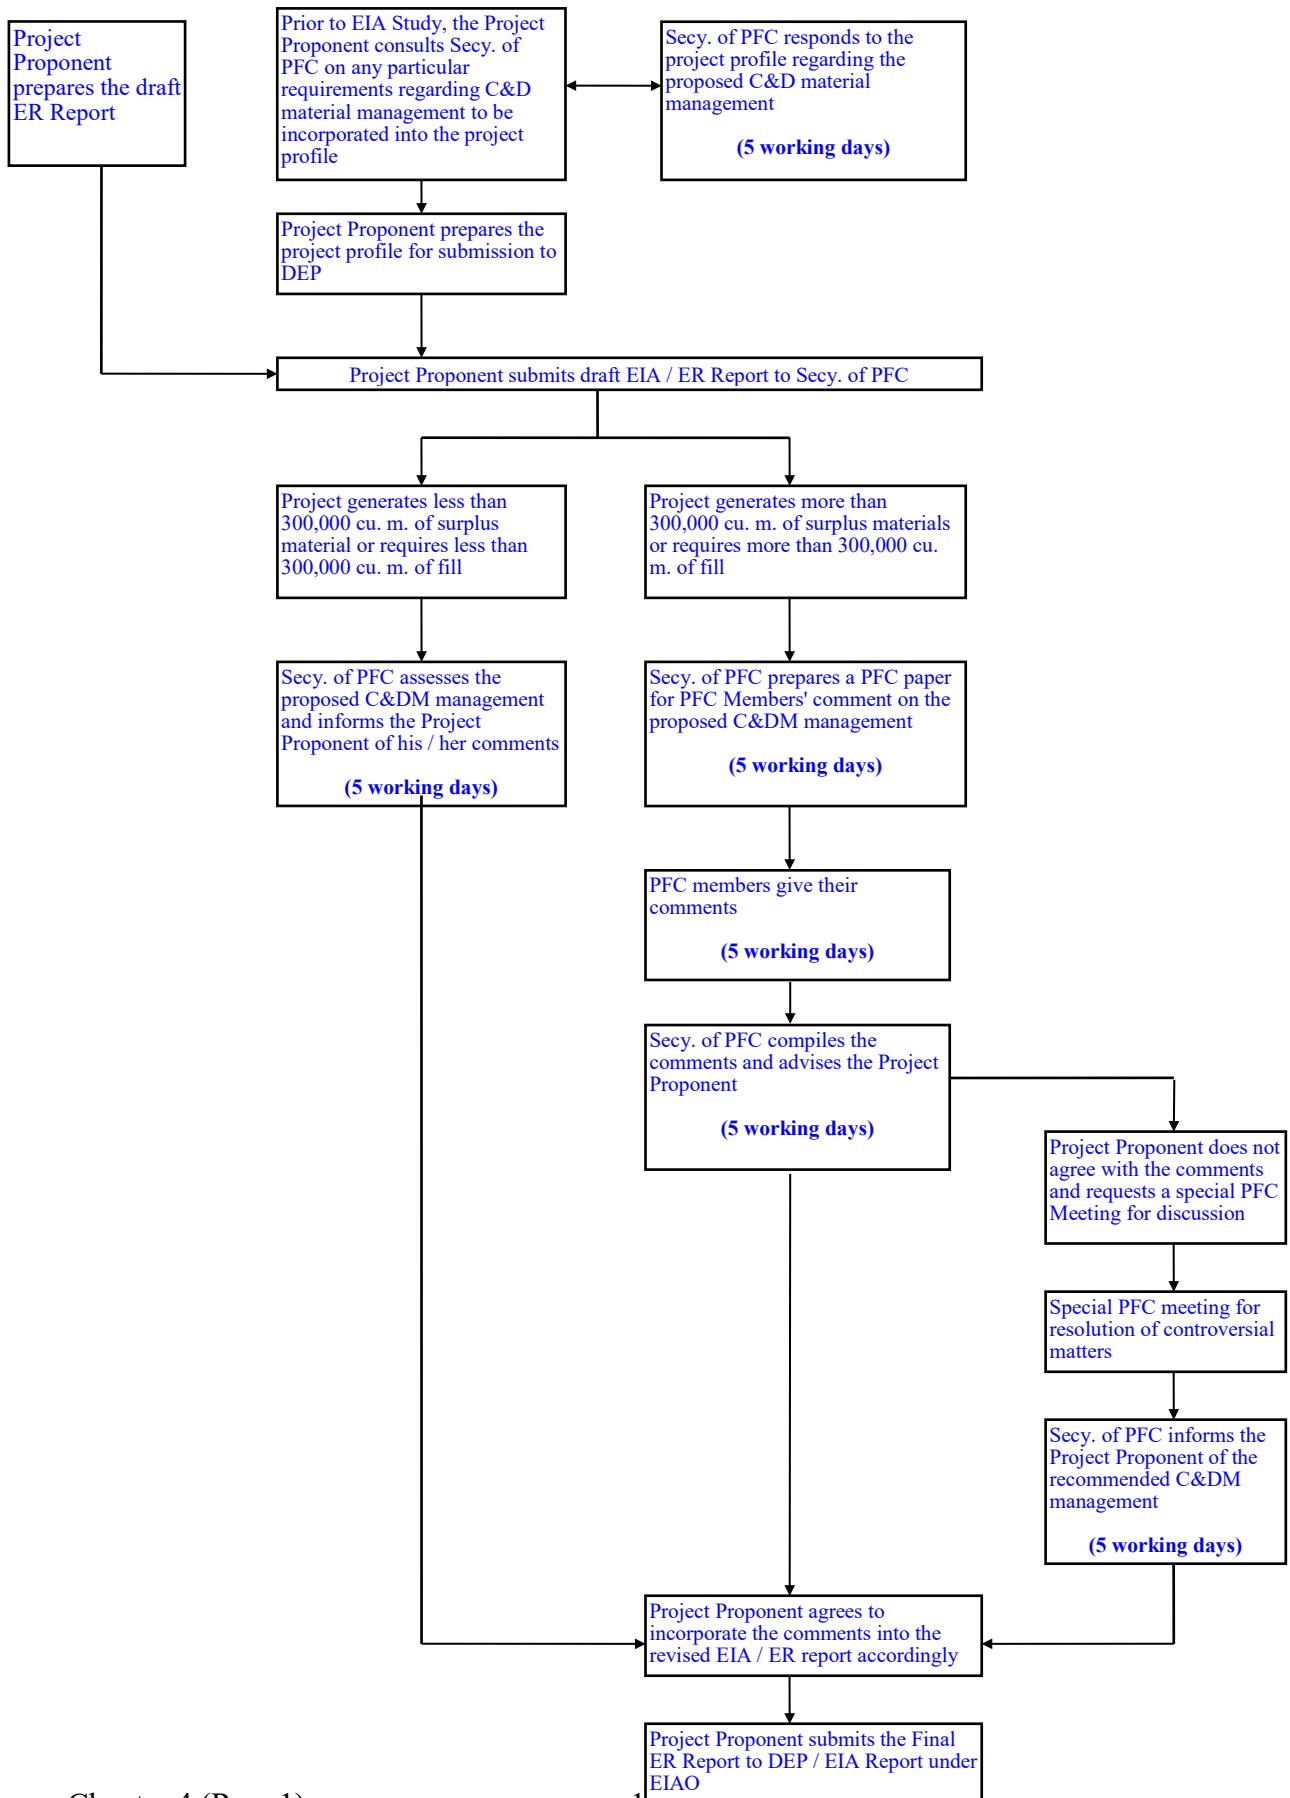 Project
Proponent
prepares the draft
ER Report
Prior to EIA Study, the Project
Proponent consults Secy. of
PFC on any particular
requirements regarding C&D
material management to be
incorporated into the project
profile
Secy. of PFC responds to the
project profile regarding the
proposed C&D material
management
(5 working days)
Project Proponent prepares the
project profile for submission to
DEP
Project Proponent submits draft EIA / ER Report to Secy. of PFC
Project generates less than
300,000 cu. m. of surplus
material or requires less than
300,000 cu. m. of fill
Project generates more than
300,000 cu. m. of surplus materials
or requires more than 300,000 cu.
m. of fill
Secy. of PFC assesses the
proposed C&DM management
and informs the Project
Proponent of his / her comments
(5 working days)
Secy. of PFC prepares a PFC paper
for PFC Members' comment on the
proposed C&DM management
(5 working days)
PFC members give their
comments
(5 working days)
Secy. of PFC compiles the
comments and advises the Project
Proponent
(5 working days)
Project Proponent does not
agree with the comments
and requests a special PFC
Meeting for discussion
Special PFC meeting for
resolution of controversial
matters
Secy. of PFC informs the
Project Proponent of the
recommended C&DM
management
(5 working days)
Project Proponent agrees to
incorporate the comments into the
revised EIA / ER report accordingly
Project Proponent submits the Final
ER Report to DEP / EIA Report under
EIAO